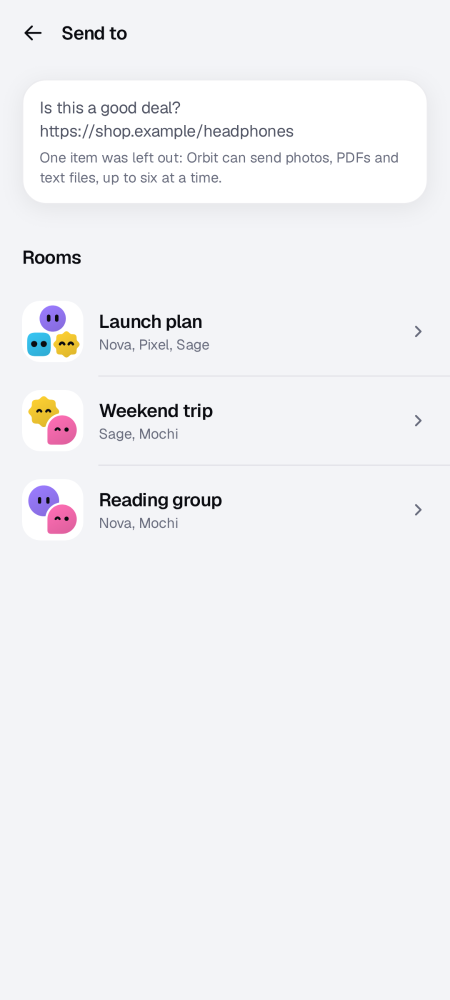 Send to
Is this a good deal?
https://shop.example/headphones
One item was left out: Orbit can send photos, PDFs and
text files, up to six at a time.
Rooms
Launch plan
Nova, Pixel, Sage
Weekend trip
Sage, Mochi
Reading group
Nova, Mochi